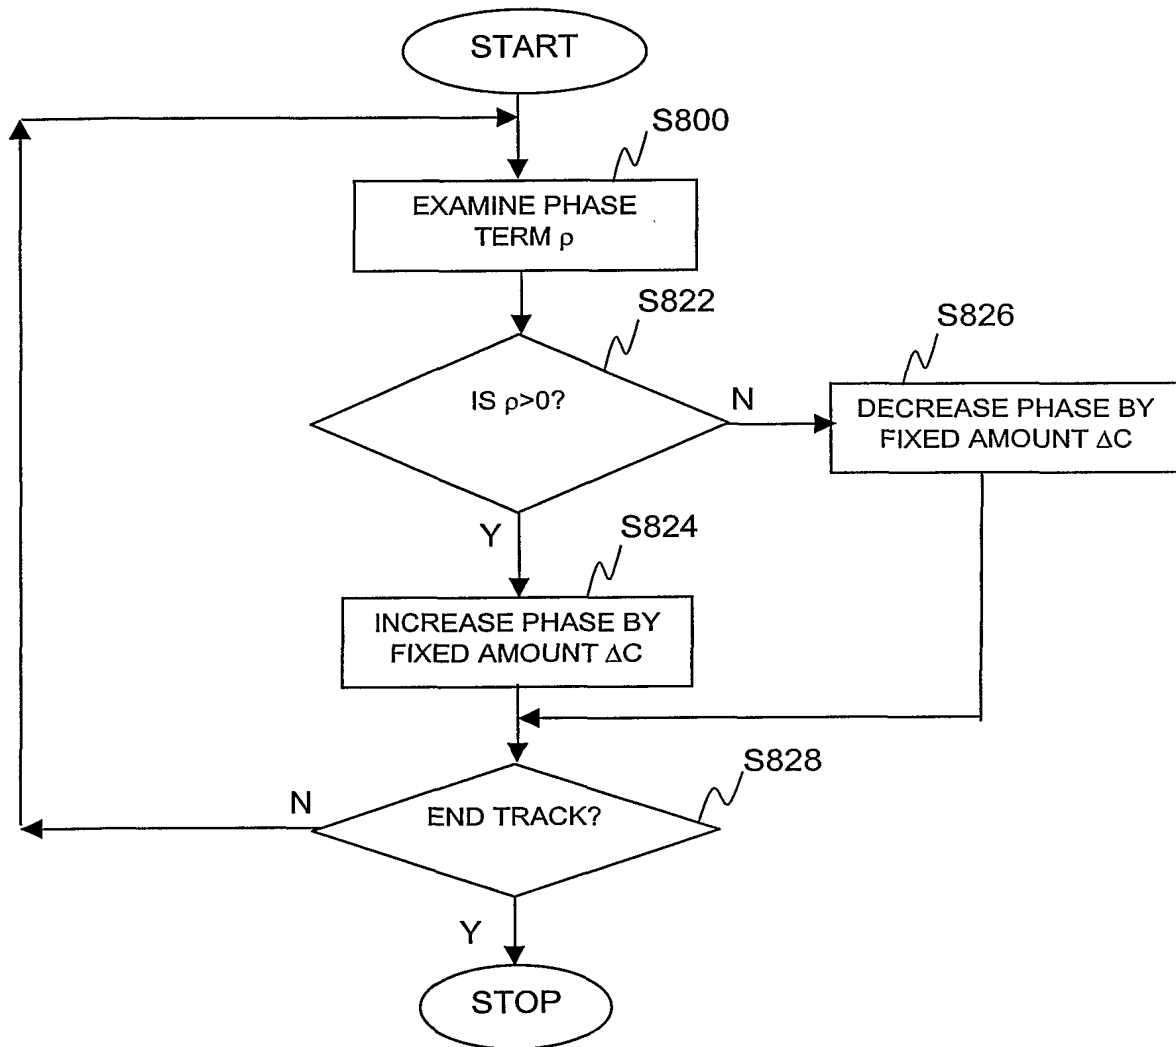 START
S800
EXAMINE PHASE
TERM ρ
S822
IS ρ>0?
N
S826
DECREASE PHASE BY
FIXED AMOUNT ΔC
Y
S824
INCREASE PHASE BY
FIXED AMOUNT ΔC
S828
END TRACK?
N
Y
STOP